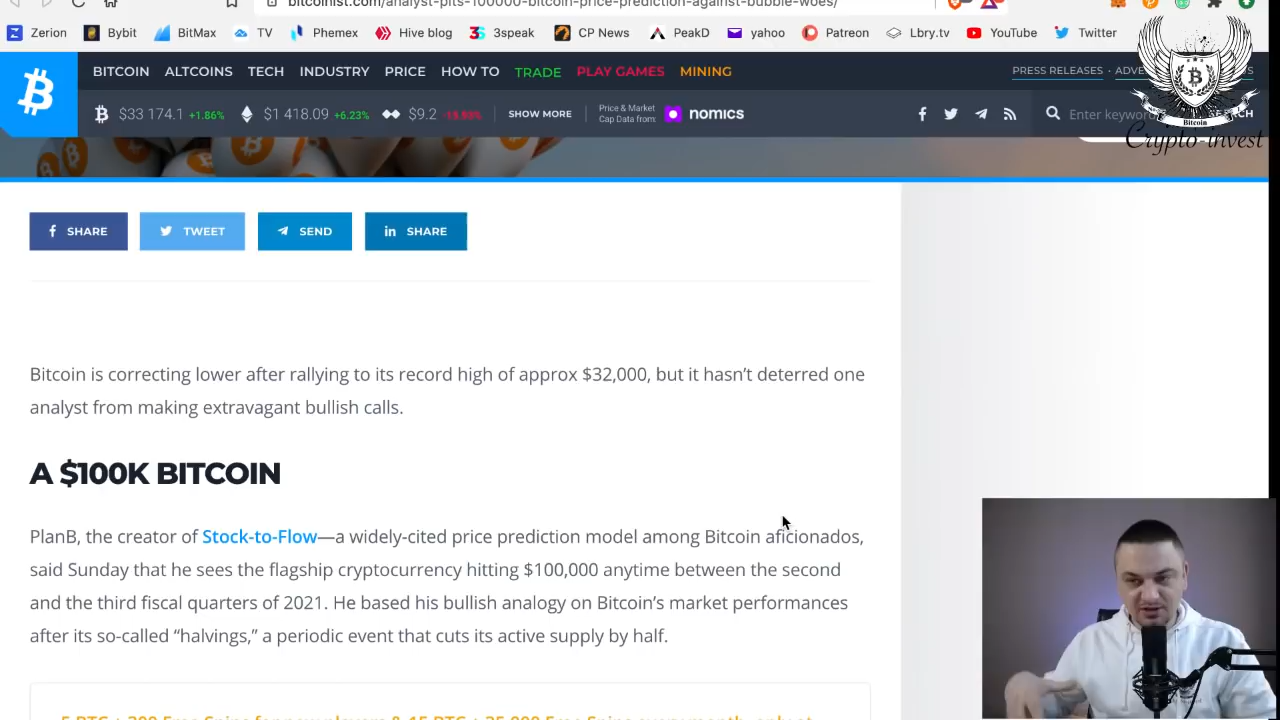 bitcoinist.com/analyst-pits-100000-bitcoin-price-prediction-against-bubble-woes/
Zerion Bybit BitMax TV Phemex Hive blog 3speak CP News PeakD yahoo Patreon Lbry.tv YouTube Twitter
BITCOIN ALTCOINS TECH INDUSTRY PRICE HOW TO TRADE PLAY GAMES MINING PRESS RELEASES
$33 174.1 +1.86% $1 418.09 +6.23% $9.2 SHOW MORE Price & Market Cap Data from: nomics Enter keyword
Bitcoin
Crypto-invest
SHARE TWEET SEND SHARE
Bitcoin is correcting lower after rallying to its record high of approx $32,000, but it hasn't deterred one
analyst from making extravagant bullish calls.
A $100K BITCOIN
PlanB, the creator of Stock-to-Flow—a widely-cited price prediction model among Bitcoin aficionados,
said Sunday that he sees the flagship cryptocurrency hitting $100,000 anytime between the second
and the third fiscal quarters of 2021. He based his bullish analogy on Bitcoin's market performances
after its so-called “halvings,” a periodic event that cuts its active supply by half.